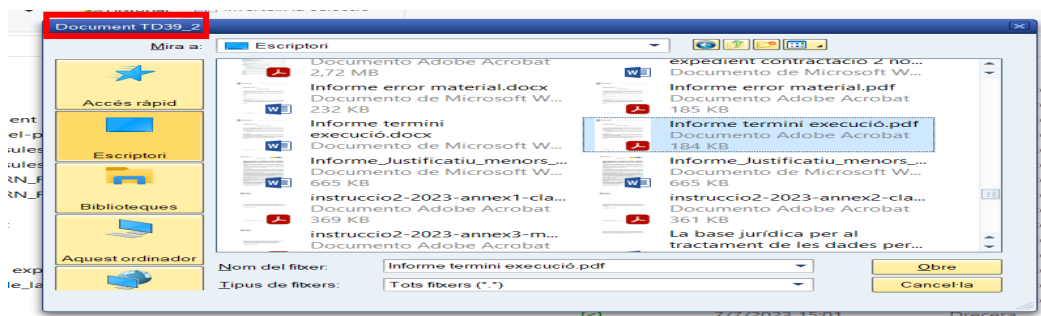 Document TD39_2
Mira a:
Escriptori
Accés ràpid
Escriptori
Biblioteques
Aquest ordinador
Documento Adobe Acrobat
2,72 MB
expedient contractació 2 no...
Documento de Microsoft W...
Informe error material.docx
Documento de Microsoft W...
232 KB
Informe error material.pdf
Documento Adobe Acrobat
185 KB
Informe termini
execució.docx
Documento de Microsoft W...
Informe termini execució.pdf
Documento Adobe Acrobat
184 KB
Informe_Justificatiu_menors_...
Documento de Microsoft W...
665 KB
Informe_Justificatiu_menors_...
Documento de Microsoft W...
665 KB
instruccio2-2023-annex1-cla...
Documento Adobe Acrobat
369 KB
instruccio2-2023-annex2-cla...
Documento Adobe Acrobat
361 KB
instruccio2-2023-annex3-m...
Documento Adobe Acrobat
La base jurídica per al
tractament de les dades per...
Nom del fitxer:
Informe termini execució.pdf
Obre
Tipus de fitxers:
Tots fitxers (*.*)
Cancel·la
7/7/2023 15:01
Drecera